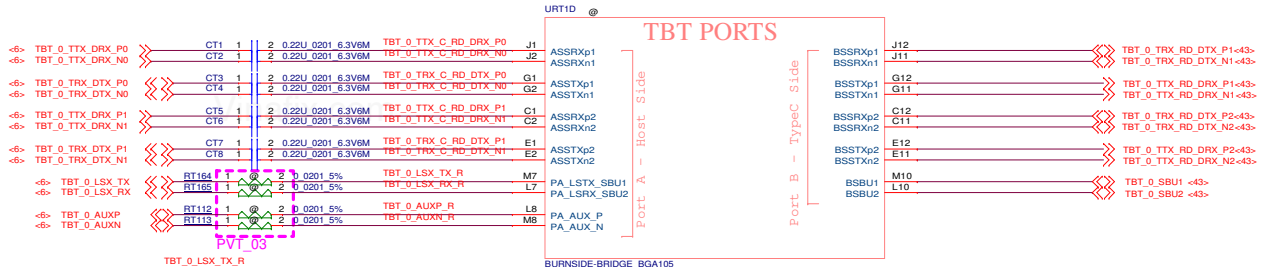 URT1D @
TBT PORTS
<6> TBT_0_TTX_DRX_P0 CT1 1 2 0.22U_0201_6.3V6M TBT_0_TTX_C_RD_DRX_P0 J1 ASSRXp1 BSSRXp1 J12 TBT_0_TRX_RD_DTX_P1<43>
<6> TBT_0_TTX_DRX_N0 CT2 1 2 0.22U_0201_6.3V6M TBT_0_TTX_C_RD_DRX_N0 J2 ASSRXn1 BSSRXn1 J11 TBT_0_TRX_RD_DTX_N1<43>
<6> TBT_0_TRX_DTX_P0 CT3 1 2 0.22U_0201_6.3V6M TBT_0_TRX_C_RD_DTX_P0 G1 ASSTXp1 BSSTXp1 G12 TBT_0_TTX_RD_DRX_P1<43>
<6> TBT_0_TRX_DTX_N0 CT4 1 2 0.22U_0201_6.3V6M TBT_0_TRX_C_RD_DTX_N0 G2 ASSTXn1 BSSTXn1 G11 TBT_0_TTX_RD_DRX_N1<43>
<6> TBT_0_TTX_DRX_P1 CT5 1 2 0.22U_0201_6.3V6M TBT_0_TTX_C_RD_DRX_P1 C1 ASSRXp2 BSSRXp2 C12 TBT_0_TRX_RD_DTX_P2<43>
<6> TBT_0_TTX_DRX_N1 CT6 1 2 0.22U_0201_6.3V6M TBT_0_TTX_C_RD_DRX_N1 C2 ASSRXn2 BSSRXn2 C11 TBT_0_TRX_RD_DTX_N2<43>
<6> TBT_0_TRX_DTX_P1 CT7 1 2 0.22U_0201_6.3V6M TBT_0_TRX_C_RD_DTX_P1 E1 ASSTXp2 BSSTXp2 E12 TBT_0_TTX_RD_DRX_P2<43>
<6> TBT_0_TRX_DTX_N1 CT8 1 2 0.22U_0201_6.3V6M TBT_0_TRX_C_RD_DTX_N1 E2 ASSTXn2 BSSTXn2 E11 TBT_0_TTX_RD_DRX_N2<43>
<6> TBT_0_LSX_TX RT164 1 @ 2 0_0201_5% TBT_0_LSX_TX_R M7 PA_LSTX_SBU1 BSBU1 M10 TBT_0_SBU1 <43>
<6> TBT_0_LSX_RX RT165 1 @ 2 0_0201_5% TBT_0_LSX_RX_R L7 PA_LSRX_SBU2 BSBU2 L10 TBT_0_SBU2 <43>
<6> TBT_0_AUXP RT112 1 @ 2 0_0201_5% TBT_0_AUXP_R L8 PA_AUX_P
<6> TBT_0_AUXN RT113 1 @ 2 0_0201_5% TBT_0_AUXN_R M8 PA_AUX_N
Port A - Host Side
Port B - TypeC Side
PVT_03
TBT_0_LSX_TX_R
BURNSIDE-BRIDGE_BGA105